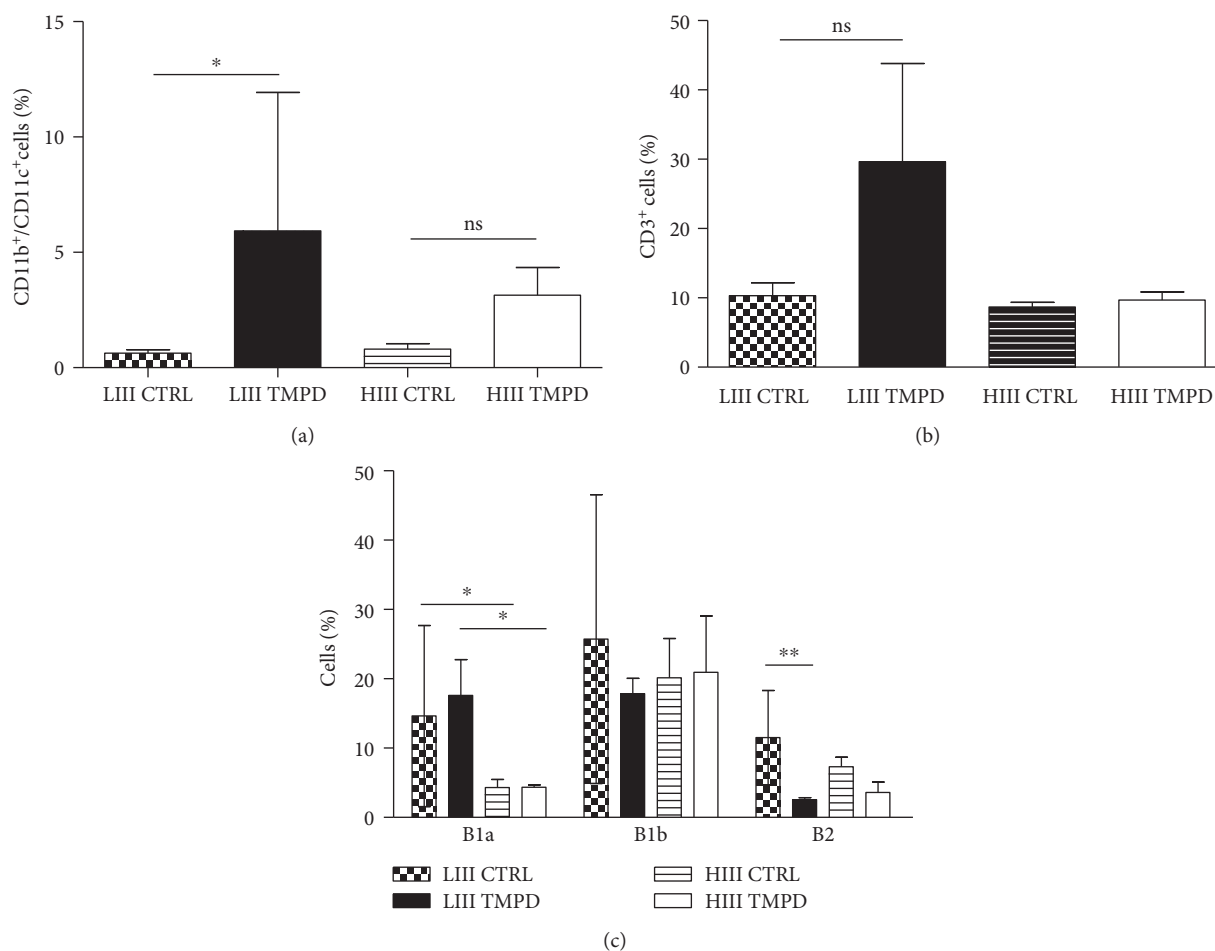 15
10
5
0
CD11b⁺/CD11c⁺cells (%)
*
ns
LIII CTRL LIII TMPD HIII CTRL HIII TMPD
(a)
50
40
30
20
10
0
CD3⁺ cells (%)
ns
LIII CTRL LIII TMPD HIII CTRL HIII TMPD
(b)
50
40
30
20
10
0
Cells (%)
*
*
**
B1a B1b B2
LIII CTRL HIII CTRL
LIII TMPD HIII TMPD
(c)